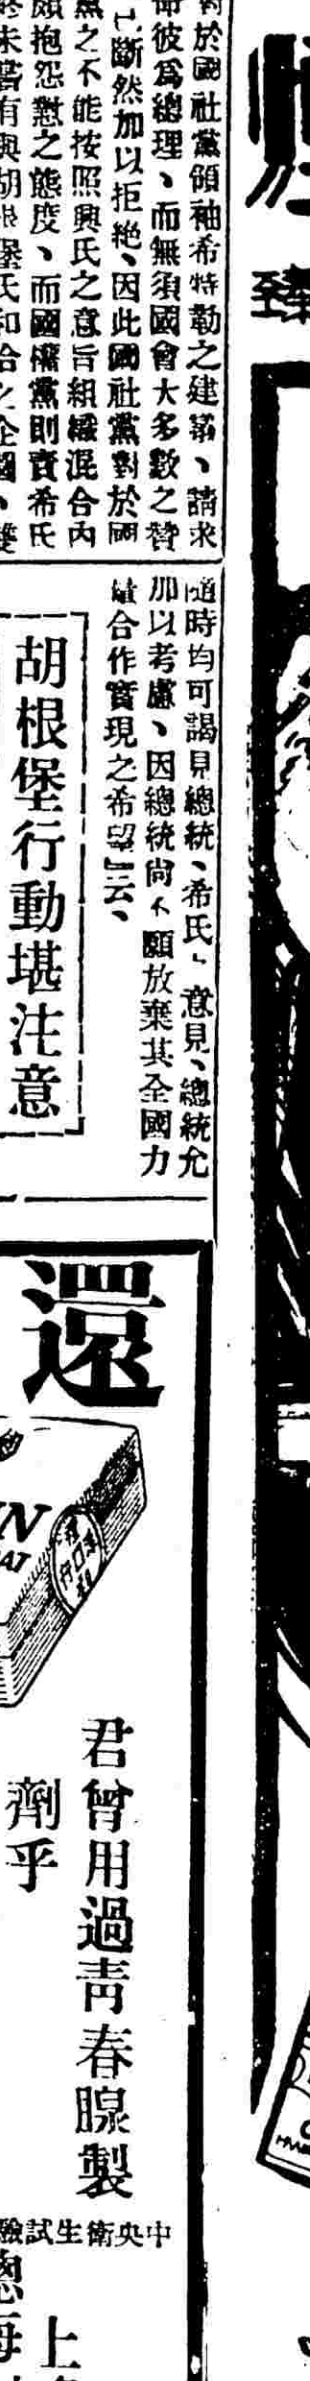 對於國社黨領袖希特勒之建議、請求
命彼爲總理、而無須國會大多數之贊
已斷然加以拒絶、因此國社黨對於國
黨之不能按照興氏之意旨組織混合內
頗抱怨懟之態度、而國權黨則責希氏
隨時均可謁見總統、希氏、意見、總統允
加以考慮、因總統尙不願放棄其全國力
量合作實現之希望』云、
胡根堡行動堪注意
還
君曾用過靑春腺製
劑乎
中央衛生試驗
上